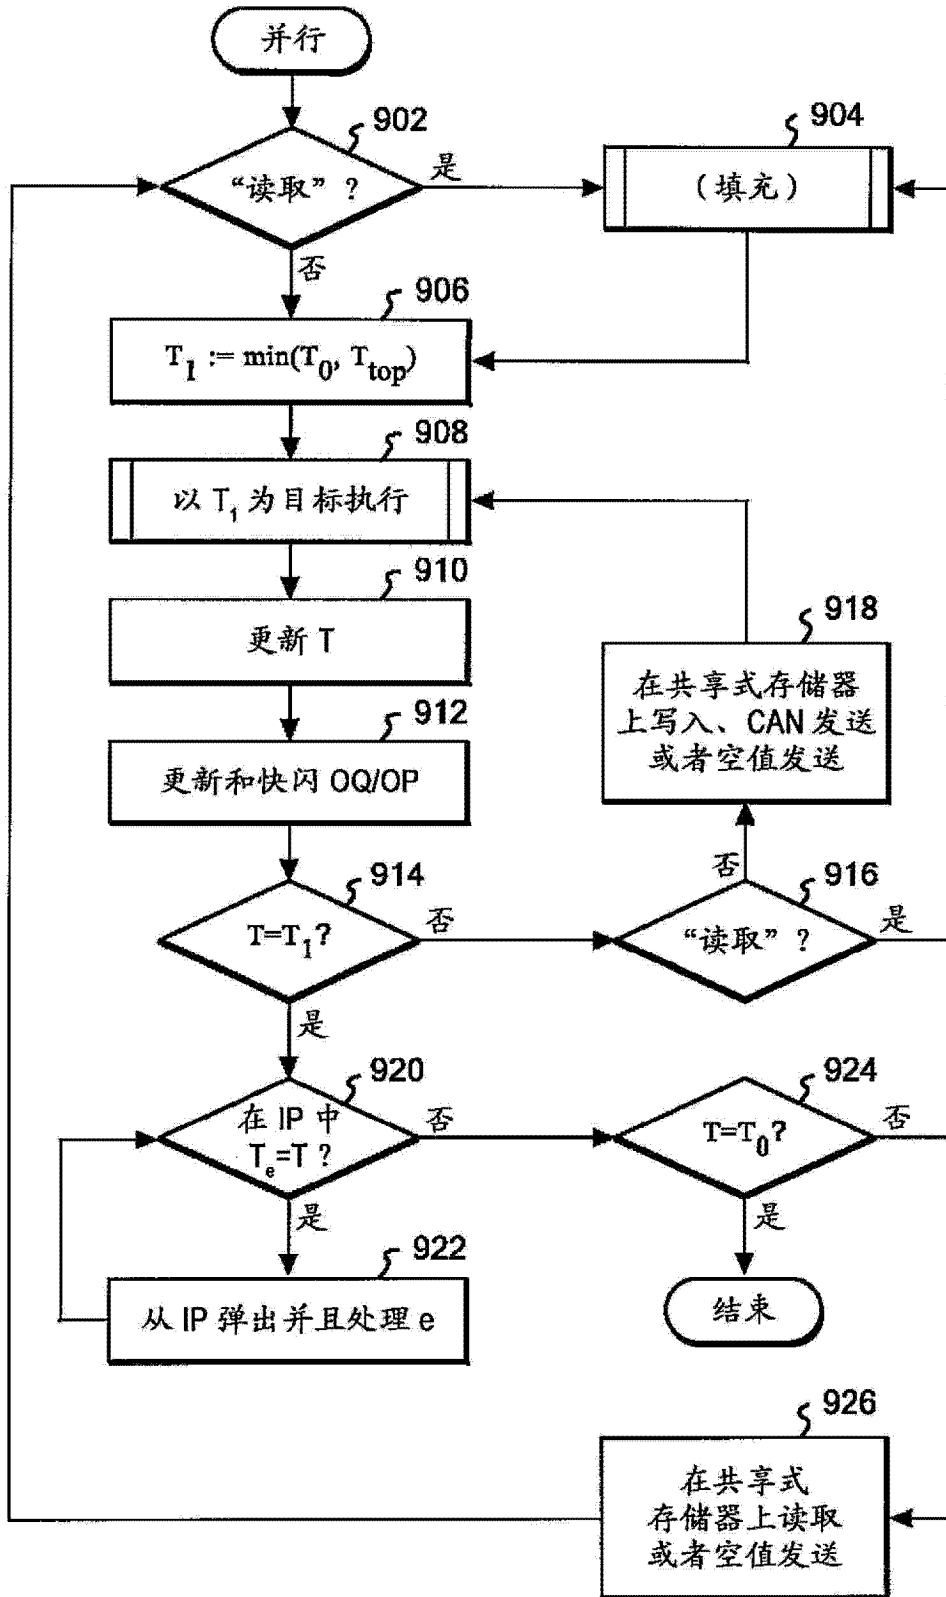 并行
902
“读取”？
是
904
（填充）
否
906
T1 := min(T0, Ttop)
908
以 T1 为目标执行
910
更新 T
912
更新和快闪 OQ/OP
918
在共享式存储器
上写入、CAN 发送
或者空值发送
914
T=T1?
否
否
916
“读取”？
是
是
920
在 IP 中
Te=T？
否
924
T=T0?
否
是
922
从 IP 弹出并且处理 e
是
结束
926
在共享式
存储器上读取
或者空值发送